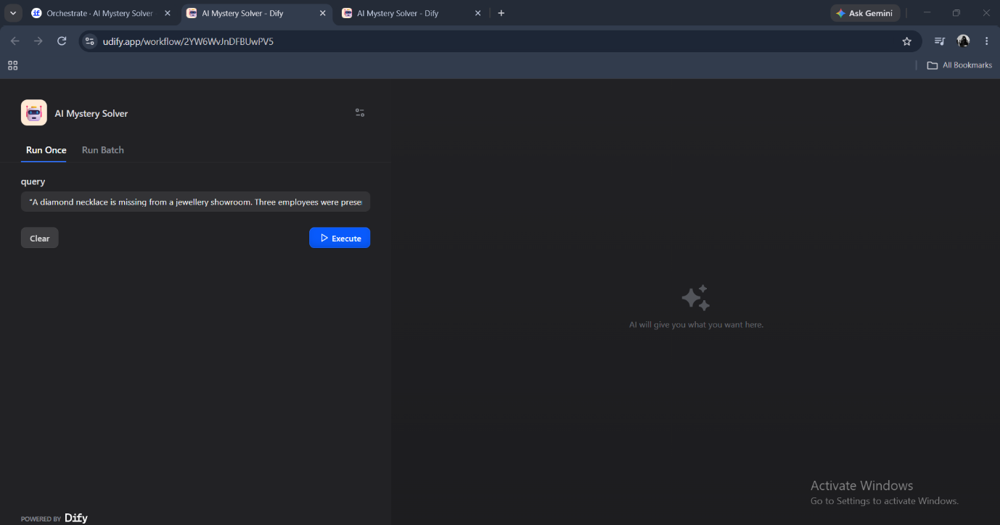 Orchestrate · AI Mystery Solver
AI Mystery Solver - Dify
AI Mystery Solver - Dify
Ask Gemini
udify.app/workflow/2YW6WvJnDFBUwPV5
All Bookmarks
AI Mystery Solver
Run Once
Run Batch
query
"A diamond necklace is missing from a jewellery showroom. Three employees were prese
Clear
Execute
AI will give you what you want here.
Activate Windows
Go to Settings to activate Windows.
POWERED BY Dify